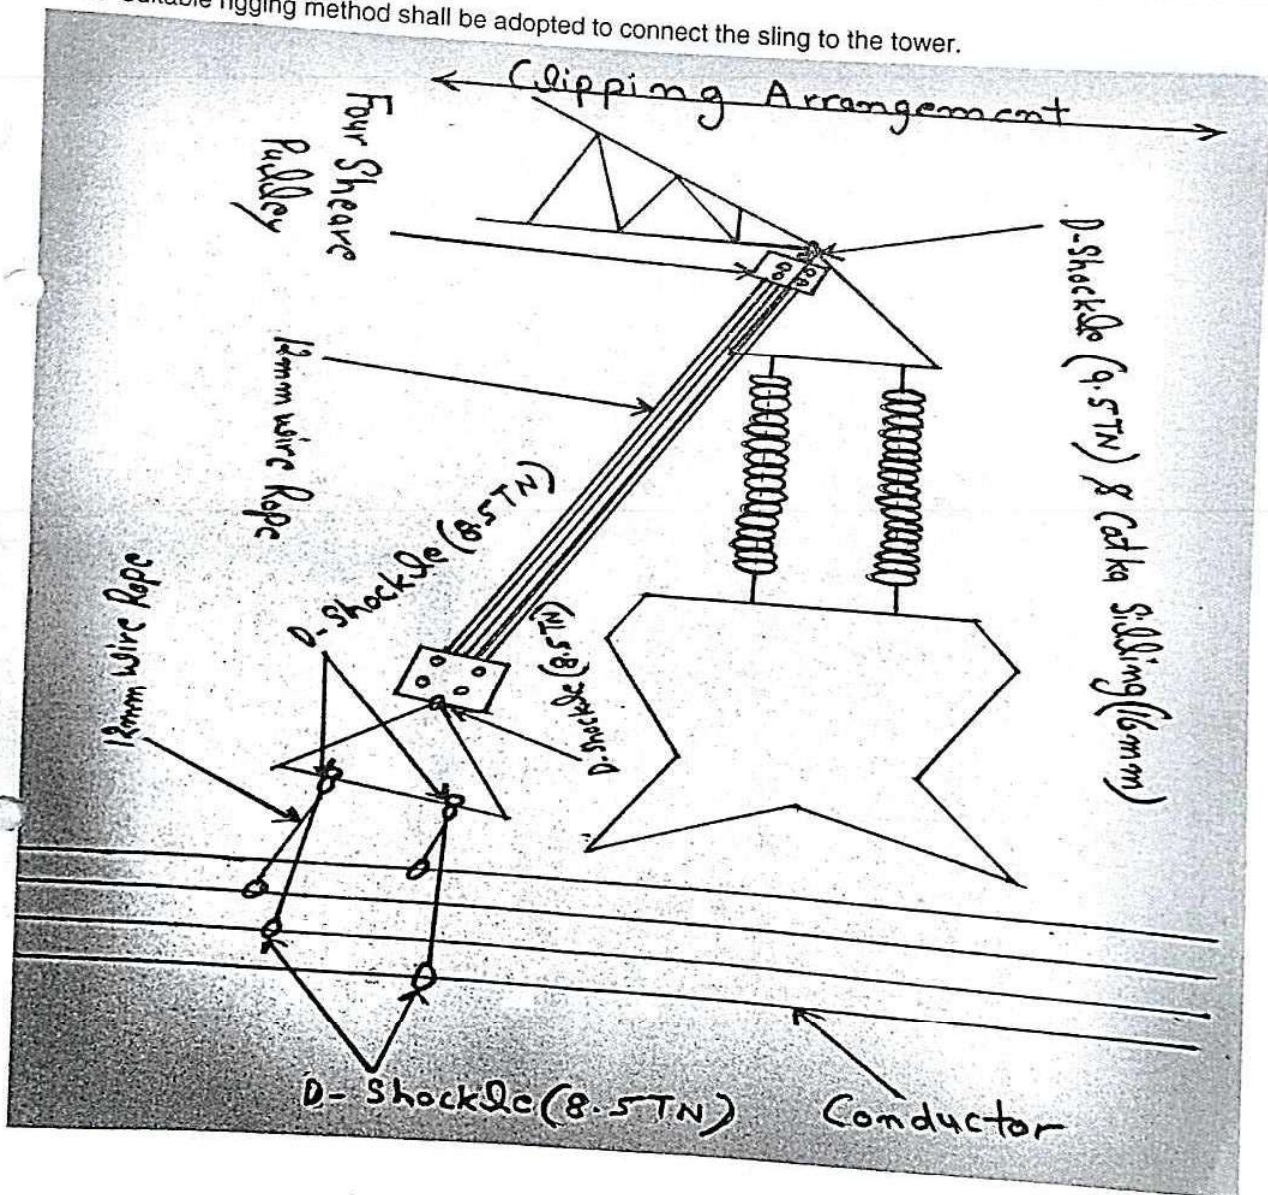 rigging method shall be adopted to connect the sling to the tower.
Clipping Arrangement
Four Sheave
Pulley
D-Shockle (9.5TN) & Catka Silling (16mm)
12mm wire Rope
D-Shockle (8.5TN)
D-Shockle (8.5TN)
12mm wire Rope
D-Shockle (8.5TN)
Conductor